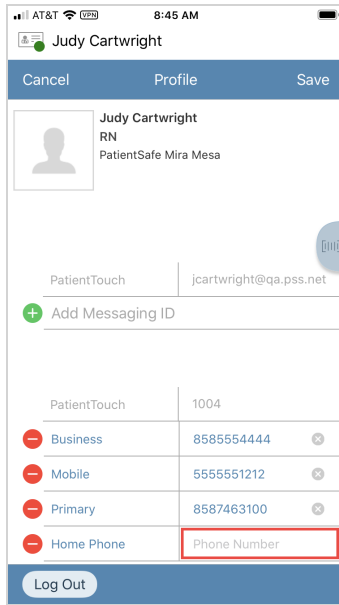 AT&T VPN 8:45 AM
Judy Cartwright
Cancel Profile Save
Judy Cartwright
RN
PatientSafe Mira Mesa
PatientTouch jcartwright@qa.pss.net
Add Messaging ID
PatientTouch 1004
Business 8585554444
Mobile 5555551212
Primary 8587463100
Home Phone Phone Number
Log Out